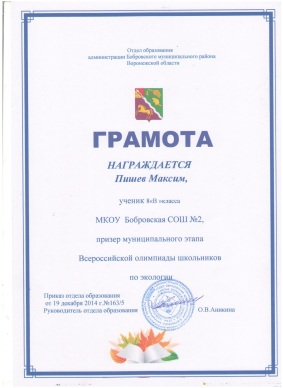 Отдел образования
администрации Бобровского муниципального района
Воронежской области
ГРАМОТА
НАГРАЖДАЕТСЯ
Пишев Максим,
ученик 8«В »класса
МКОУ Бобровская СОШ №2,
призер муниципального этапа
Всероссийской олимпиады школьников
по экологии
Приказ отдела образования
от 19 декабря 2014 г.№163/5
Руководитель отдела образования О.В.Аникина